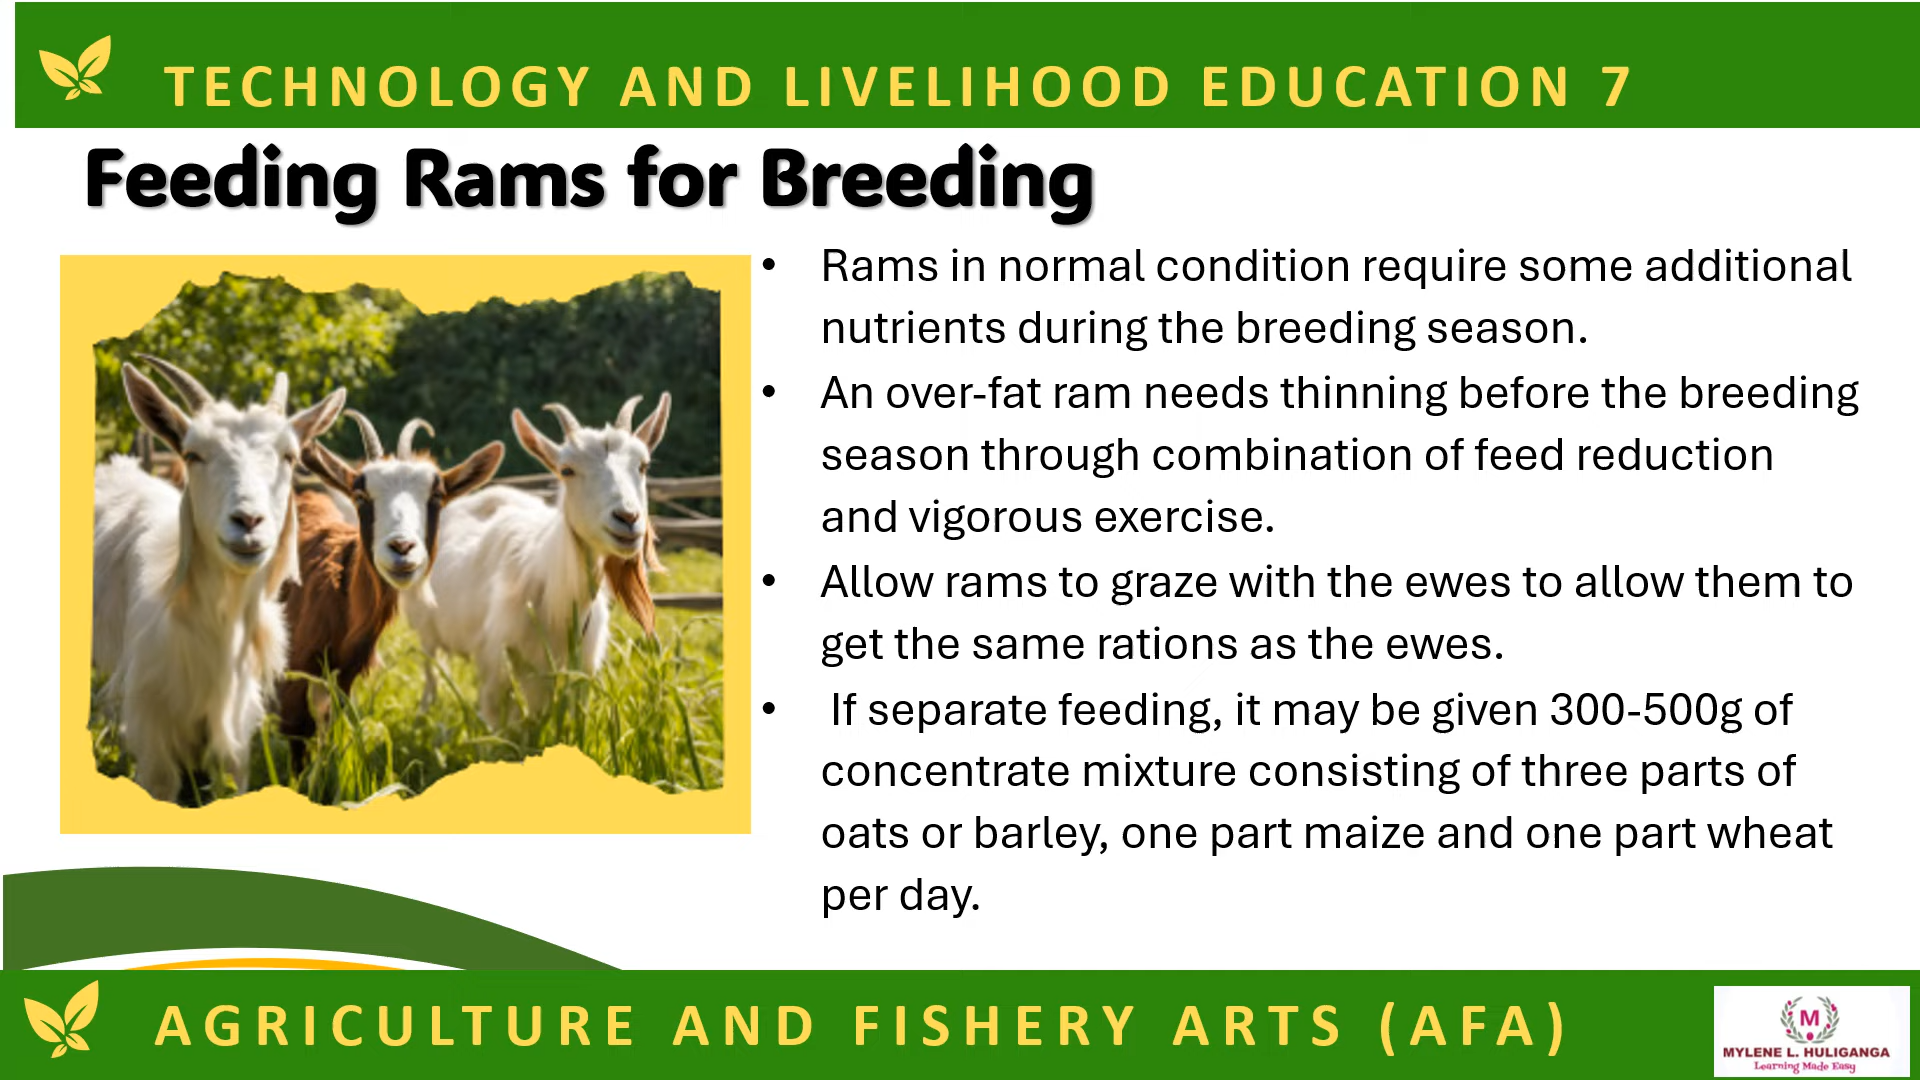 TECHNOLOGY AND LIVELIHOOD EDUCATION 7
Feeding Rams for Breeding
• Rams in normal condition require some additional
nutrients during the breeding season.
• An over-fat ram needs thinning before the breeding
season through combination of feed reduction
and vigorous exercise.
• Allow rams to graze with the ewes to allow them to
get the same rations as the ewes.
• If separate feeding, it may be given 300-500g of
concentrate mixture consisting of three parts of
oats or barley, one part maize and one part wheat
per day.
AGRICULTURE AND FISHERY ARTS (AFA)
M
MYLENE L. HULIGANGA
Learning Made Easy